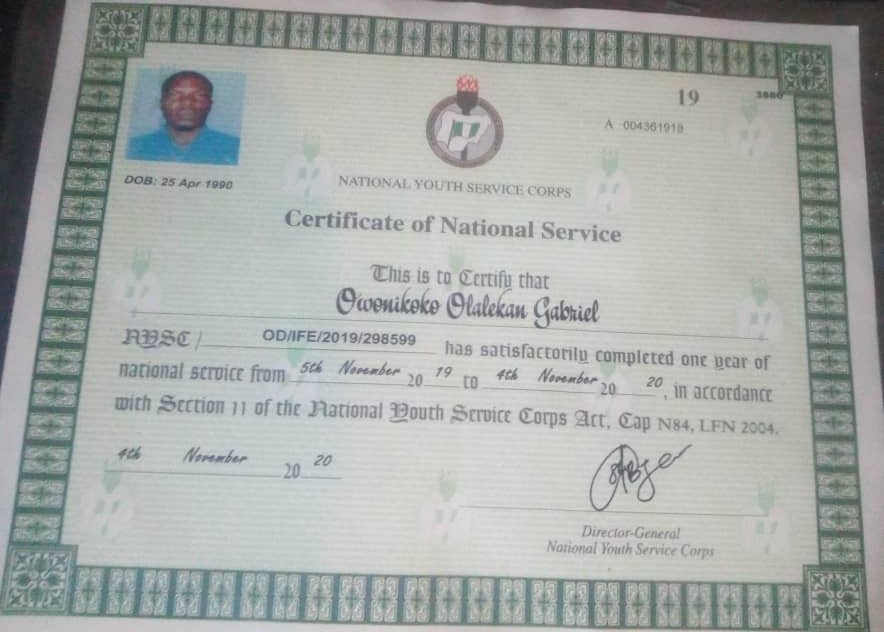 19
3000
A 004361918
DOB: 25 Apr 1990
NATIONAL YOUTH SERVICE CORPS
Certificate of National Service
This is to Certify that
Owonikoko Olalekan Gabriel
NYSC/ OD/IFE/2019/298599 has satisfactorily completed one year of
national service from 5th November 20 19 to 4th November 20 20, in accordance
with Section 11 of the National Youth Service Corps Act, Cap N84, LFN 2004.
4th November 20 20
Director-General
National Youth Service Corps